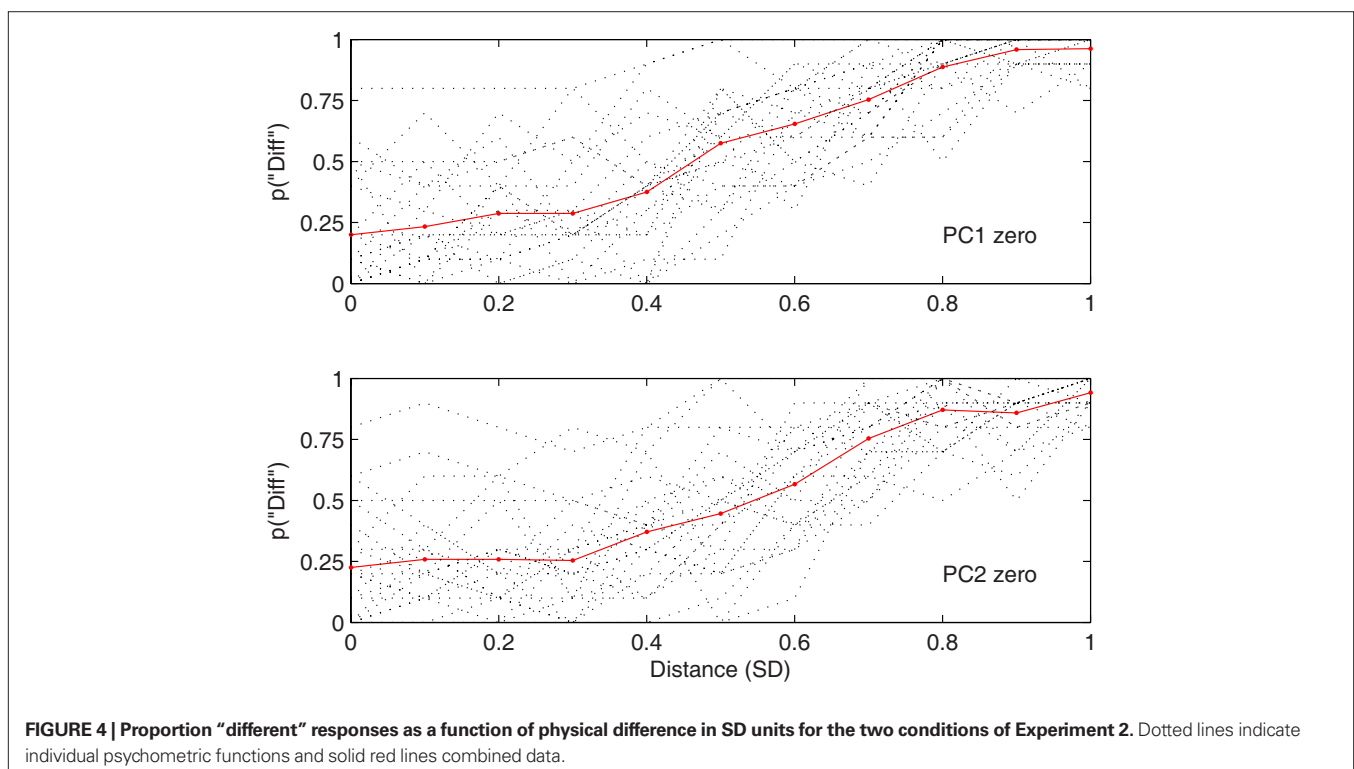 1
0.75
0.5
0.25
0
p("Diff")
PC1 zero
0 0.2 0.4 0.6 0.8 1
1
0.75
0.5
0.25
0
p("Diff")
PC2 zero
0 0.2 0.4 0.6 0.8 1
Distance (SD)
FIGURE 4 | Proportion “different” responses as a function of physical difference in SD units for the two conditions of Experiment 2. Dotted lines indicate
individual psychometric functions and solid red lines combined data.